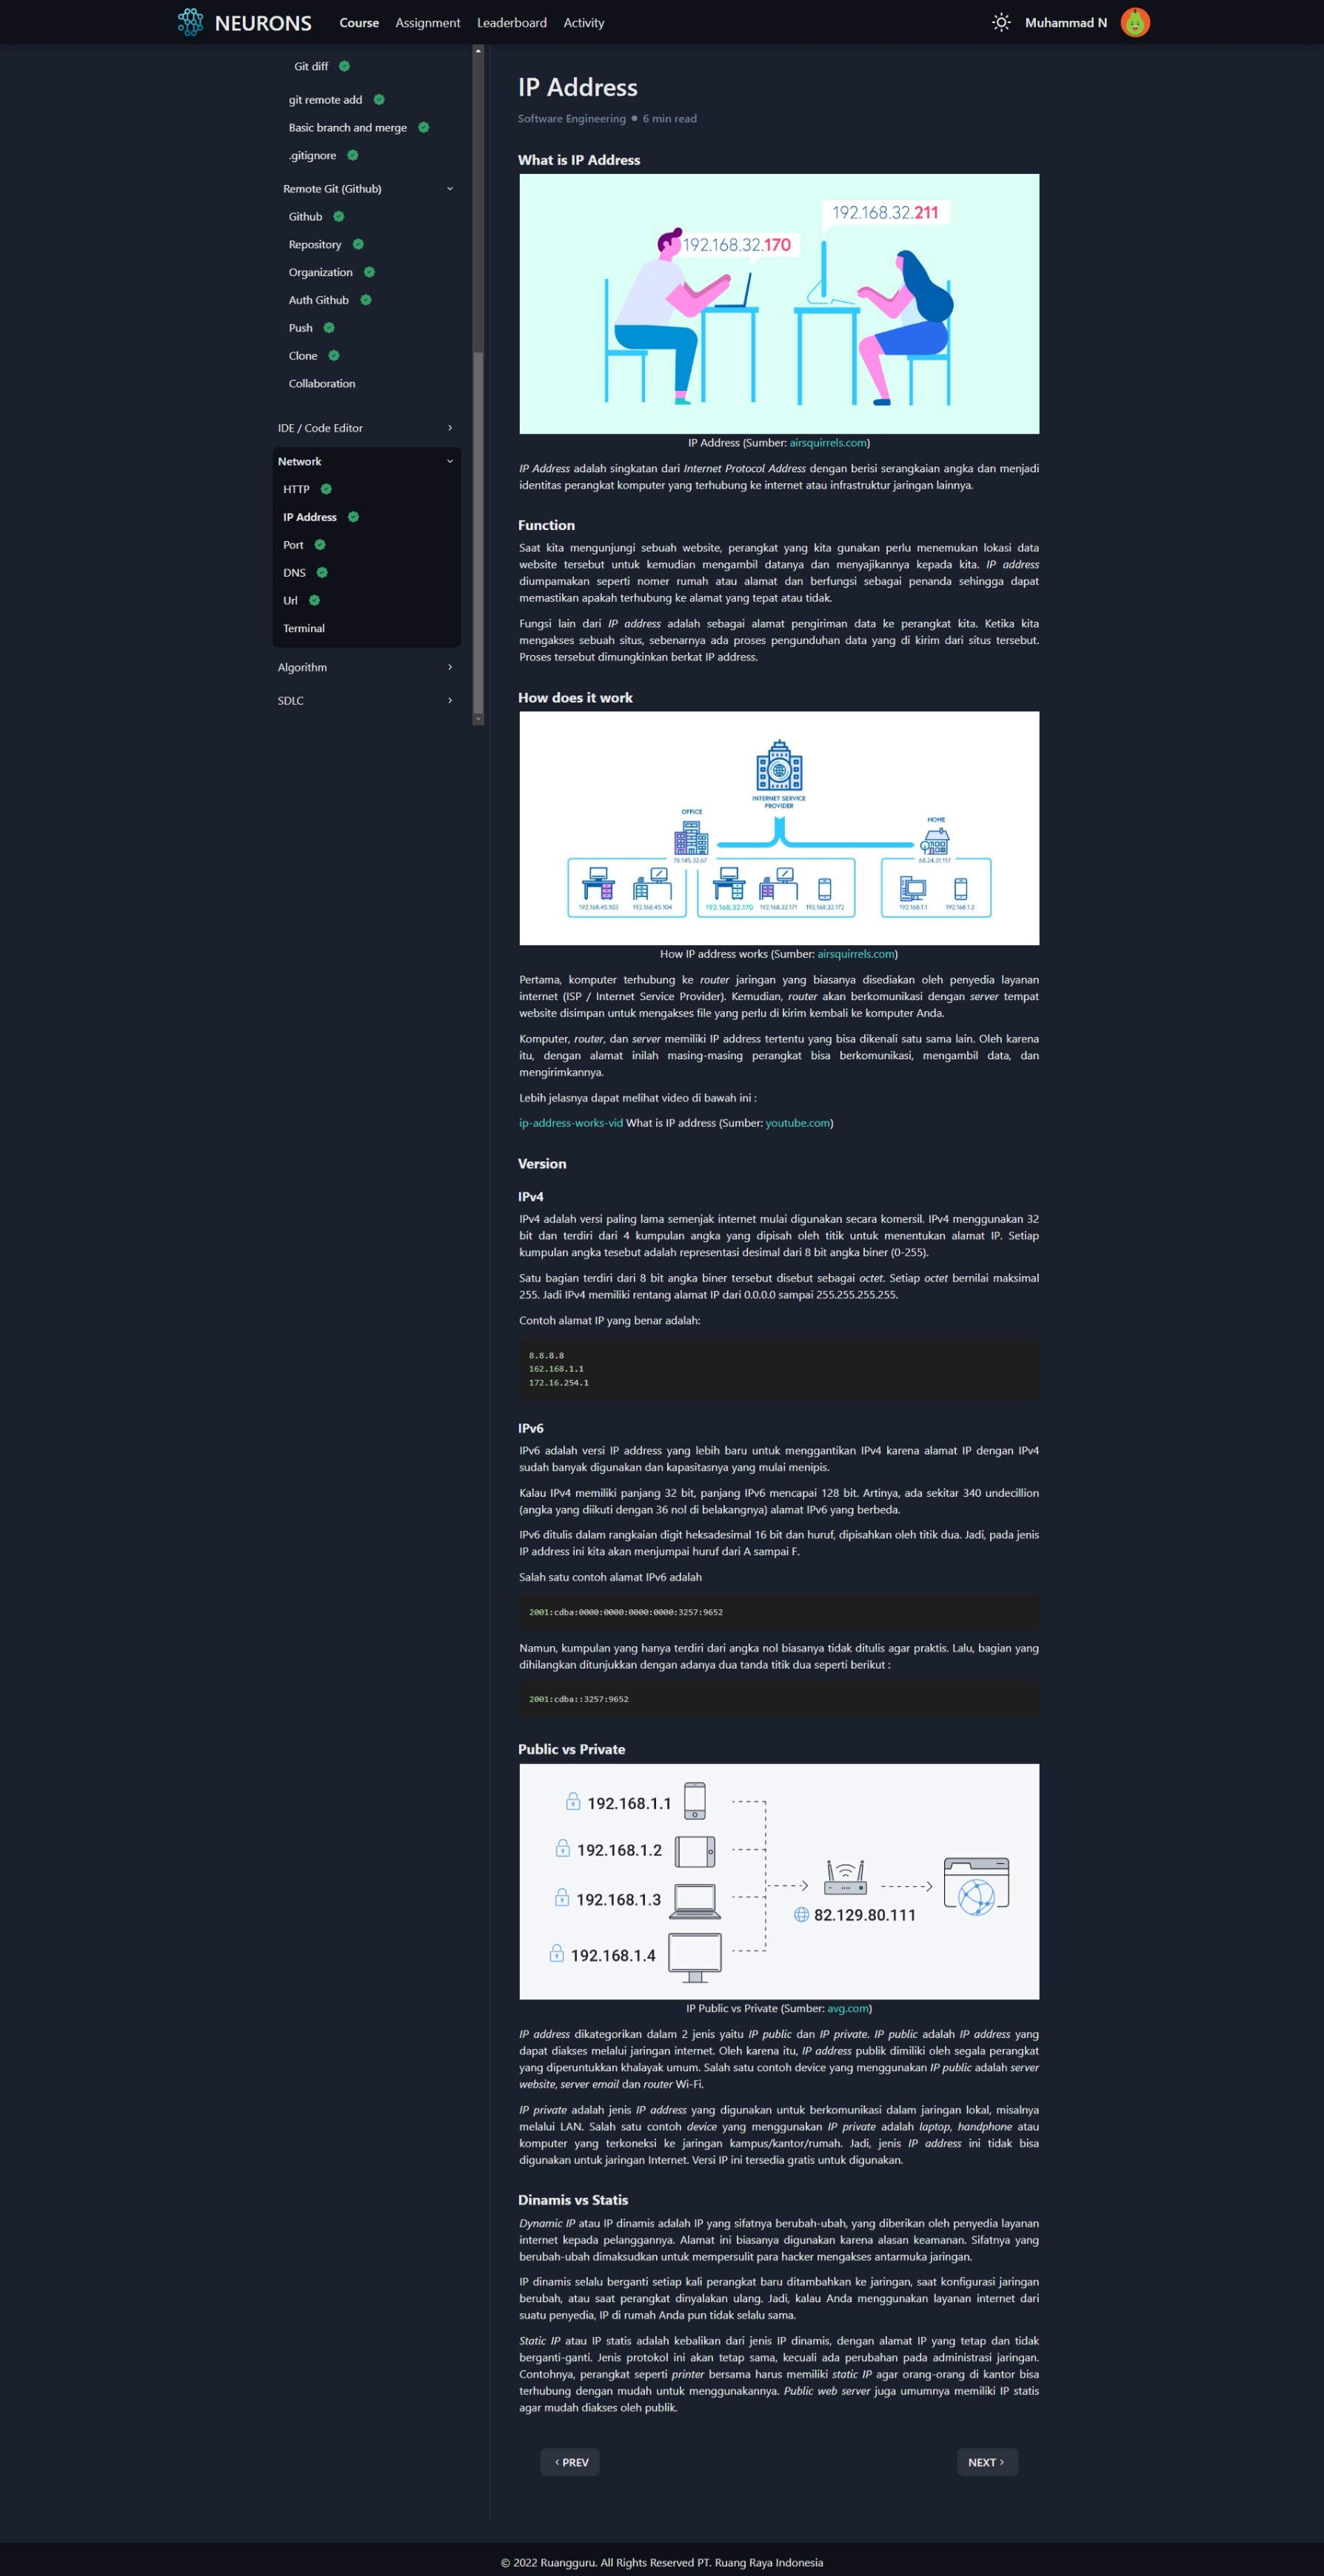 NEURONS
Course Assignment Leaderboard Activity
Muhammad N
Git diff
git remote add
Basic branch and merge
.gitignore
Remote Git (Github)
Github
Repository
Organization
Auth Github
Push
Clone
Collaboration
IDE / Code Editor
Network
HTTP
IP Address
Port
DNS
Url
Terminal
Algorithm
SDLC
IP Address
Software Engineering ● 6 min read
What is IP Address
192.168.32.211
192.168.32.170
IP Address (Sumber: airsquirrels.com)
IP Address adalah singkatan dari Internet Protocol Address dengan berisi serangkaian angka dan menjadi
identitas perangkat komputer yang terhubung ke internet atau infrastruktur jaringan lainnya.
Function
Saat kita mengunjungi sebuah website, perangkat yang kita gunakan perlu menemukan lokasi data
website tersebut untuk kemudian mengambil datanya dan menyajikannya kepada kita. IP address
diumpamakan seperti nomer rumah atau alamat dan berfungsi sebagai penanda sehingga dapat
memastikan apakah terhubung ke alamat yang tepat atau tidak.
Fungsi lain dari IP address adalah sebagai alamat pengiriman data ke perangkat kita. Ketika kita
mengakses sebuah situs, sebenarnya ada proses pengunduhan data yang di kirim dari situs tersebut.
Proses tersebut dimungkinkan berkat IP address.
How does it work
INTERNET SERVICE
PROVIDER
OFFICE
HOME
76.145.32.67
68.24.31.117
192.168.45.103 192.168.45.104 192.168.32.170 192.168.32.171 192.168.32.172 192.168.1.1 192.168.1.2
How IP address works (Sumber: airsquirrels.com)
Pertama, komputer terhubung ke router jaringan yang biasanya disediakan oleh penyedia layanan
internet (ISP / Internet Service Provider). Kemudian, router akan berkomunikasi dengan server tempat
website disimpan untuk mengakses file yang perlu di kirim kembali ke komputer Anda.
Komputer, router, dan server memiliki IP address tertentu yang bisa dikenali satu sama lain. Oleh karena
itu, dengan alamat inilah masing-masing perangkat bisa berkomunikasi, mengambil data, dan
mengirimkannya.
Lebih jelasnya dapat melihat video di bawah ini :
ip-address-works-vid What is IP address (Sumber: youtube.com)
Version
IPv4
IPv4 adalah versi paling lama semenjak internet mulai digunakan secara komersil. IPv4 menggunakan 32
bit dan terdiri dari 4 kumpulan angka yang dipisah oleh titik untuk menentukan alamat IP. Setiap
kumpulan angka tesebut adalah representasi desimal dari 8 bit angka biner (0-255).
Satu bagian terdiri dari 8 bit angka biner tersebut disebut sebagai octet. Setiap octet bernilai maksimal
255. Jadi IPv4 memiliki rentang alamat IP dari 0.0.0.0 sampai 255.255.255.255.
Contoh alamat IP yang benar adalah:
8.8.8.8
162.168.1.1
172.16.254.1
IPv6
IPv6 adalah versi IP address yang lebih baru untuk menggantikan IPv4 karena alamat IP dengan IPv4
sudah banyak digunakan dan kapasitasnya yang mulai menipis.
Kalau IPv4 memiliki panjang 32 bit, panjang IPv6 mencapai 128 bit. Artinya, ada sekitar 340 undecillion
(angka yang diikuti dengan 36 nol di belakangnya) alamat IPv6 yang berbeda.
IPv6 ditulis dalam rangkaian digit heksadesimal 16 bit dan huruf, dipisahkan oleh titik dua. Jadi, pada jenis
IP address ini kita akan menjumpai huruf dari A sampai F.
Salah satu contoh alamat IPv6 adalah
2001:cdba:0000:0000:0000:0000:3257:9652
Namun, kumpulan yang hanya terdiri dari angka nol biasanya tidak ditulis agar praktis. Lalu, bagian yang
dihilangkan ditunjukkan dengan adanya dua tanda titik dua seperti berikut :
2001:cdba::3257:9652
Public vs Private
192.168.1.1
192.168.1.2
192.168.1.3
82.129.80.111
192.168.1.4
IP Public vs Private (Sumber: avg.com)
IP address dikategorikan dalam 2 jenis yaitu IP public dan IP private. IP public adalah IP address yang
dapat diakses melalui jaringan internet. Oleh karena itu, IP address publik dimiliki oleh segala perangkat
yang diperuntukkan khalayak umum. Salah satu contoh device yang menggunakan IP public adalah server
website, server email dan router Wi-Fi.
IP private adalah jenis IP address yang digunakan untuk berkomunikasi dalam jaringan lokal, misalnya
melalui LAN. Salah satu contoh device yang menggunakan IP private adalah laptop, handphone atau
komputer yang terkoneksi ke jaringan kampus/kantor/rumah. Jadi, jenis IP address ini tidak bisa
digunakan untuk jaringan Internet. Versi IP ini tersedia gratis untuk digunakan.
Dinamis vs Statis
Dynamic IP atau IP dinamis adalah IP yang sifatnya berubah-ubah, yang diberikan oleh penyedia layanan
internet kepada pelanggannya. Alamat ini biasanya digunakan karena alasan keamanan. Sifatnya yang
berubah-ubah dimaksudkan untuk mempersulit para hacker mengakses antarmuka jaringan.
IP dinamis selalu berganti setiap kali perangkat baru ditambahkan ke jaringan, saat konfigurasi jaringan
berubah, atau saat perangkat dinyalakan ulang. Jadi, kalau Anda menggunakan layanan internet dari
suatu penyedia, IP di rumah Anda pun tidak selalu sama.
Static IP atau IP statis adalah kebalikan dari jenis IP dinamis, dengan alamat IP yang tetap dan tidak
berganti-ganti. Jenis protokol ini akan tetap sama, kecuali ada perubahan pada administrasi jaringan.
Contohnya, perangkat seperti printer bersama harus memiliki static IP agar orang-orang di kantor bisa
terhubung dengan mudah untuk menggunakannya. Public web server juga umumnya memiliki IP statis
agar mudah diakses oleh publik.
‹ PREV
NEXT ›
© 2022 Ruangguru. All Rights Reserved PT. Ruang Raya Indonesia